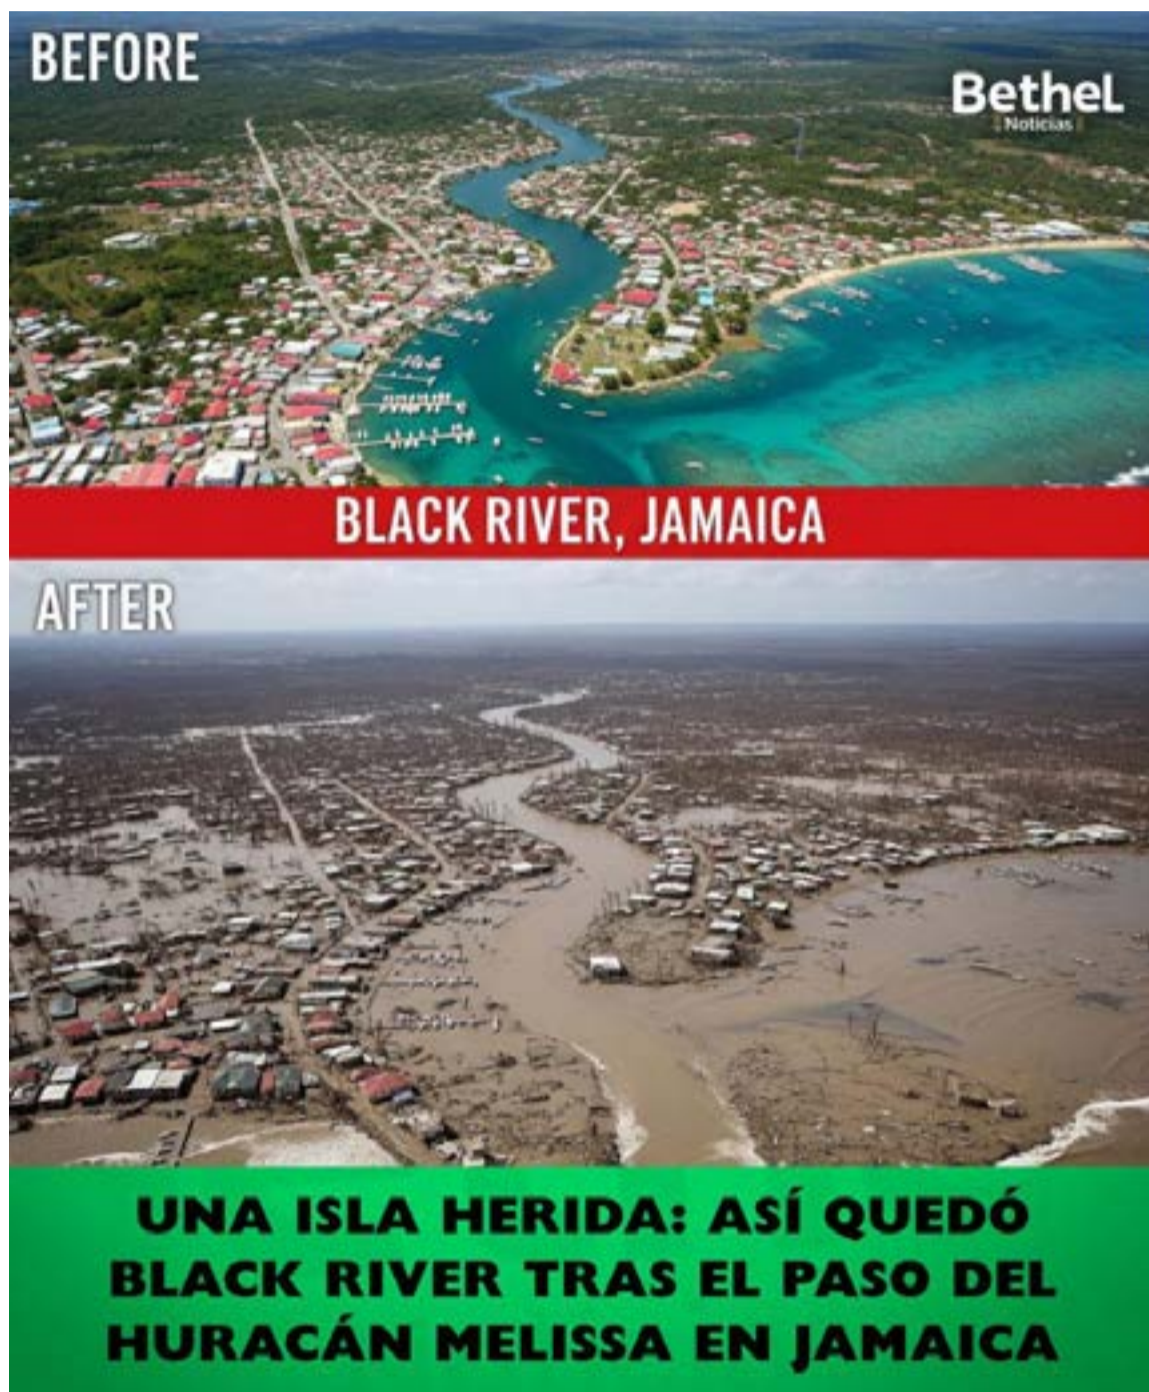 BEFORE
BetheL
Noticias
BLACK RIVER, JAMAICA
AFTER
UNA ISLA HERIDA: ASÍ QUEDÓ
BLACK RIVER TRAS EL PASO DEL
HURACÁN MELISSA EN JAMAICA